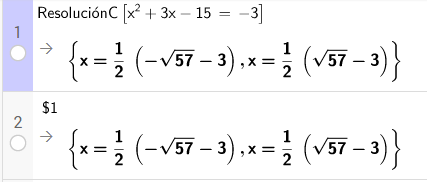 ResoluciónC [x² + 3x − 15 = −3]
1 → {x = 1/2 (−√57 − 3) , x = 1/2 (√57 − 3)}
$1
2 → {x = 1/2 (−√57 − 3) , x = 1/2 (√57 − 3)}